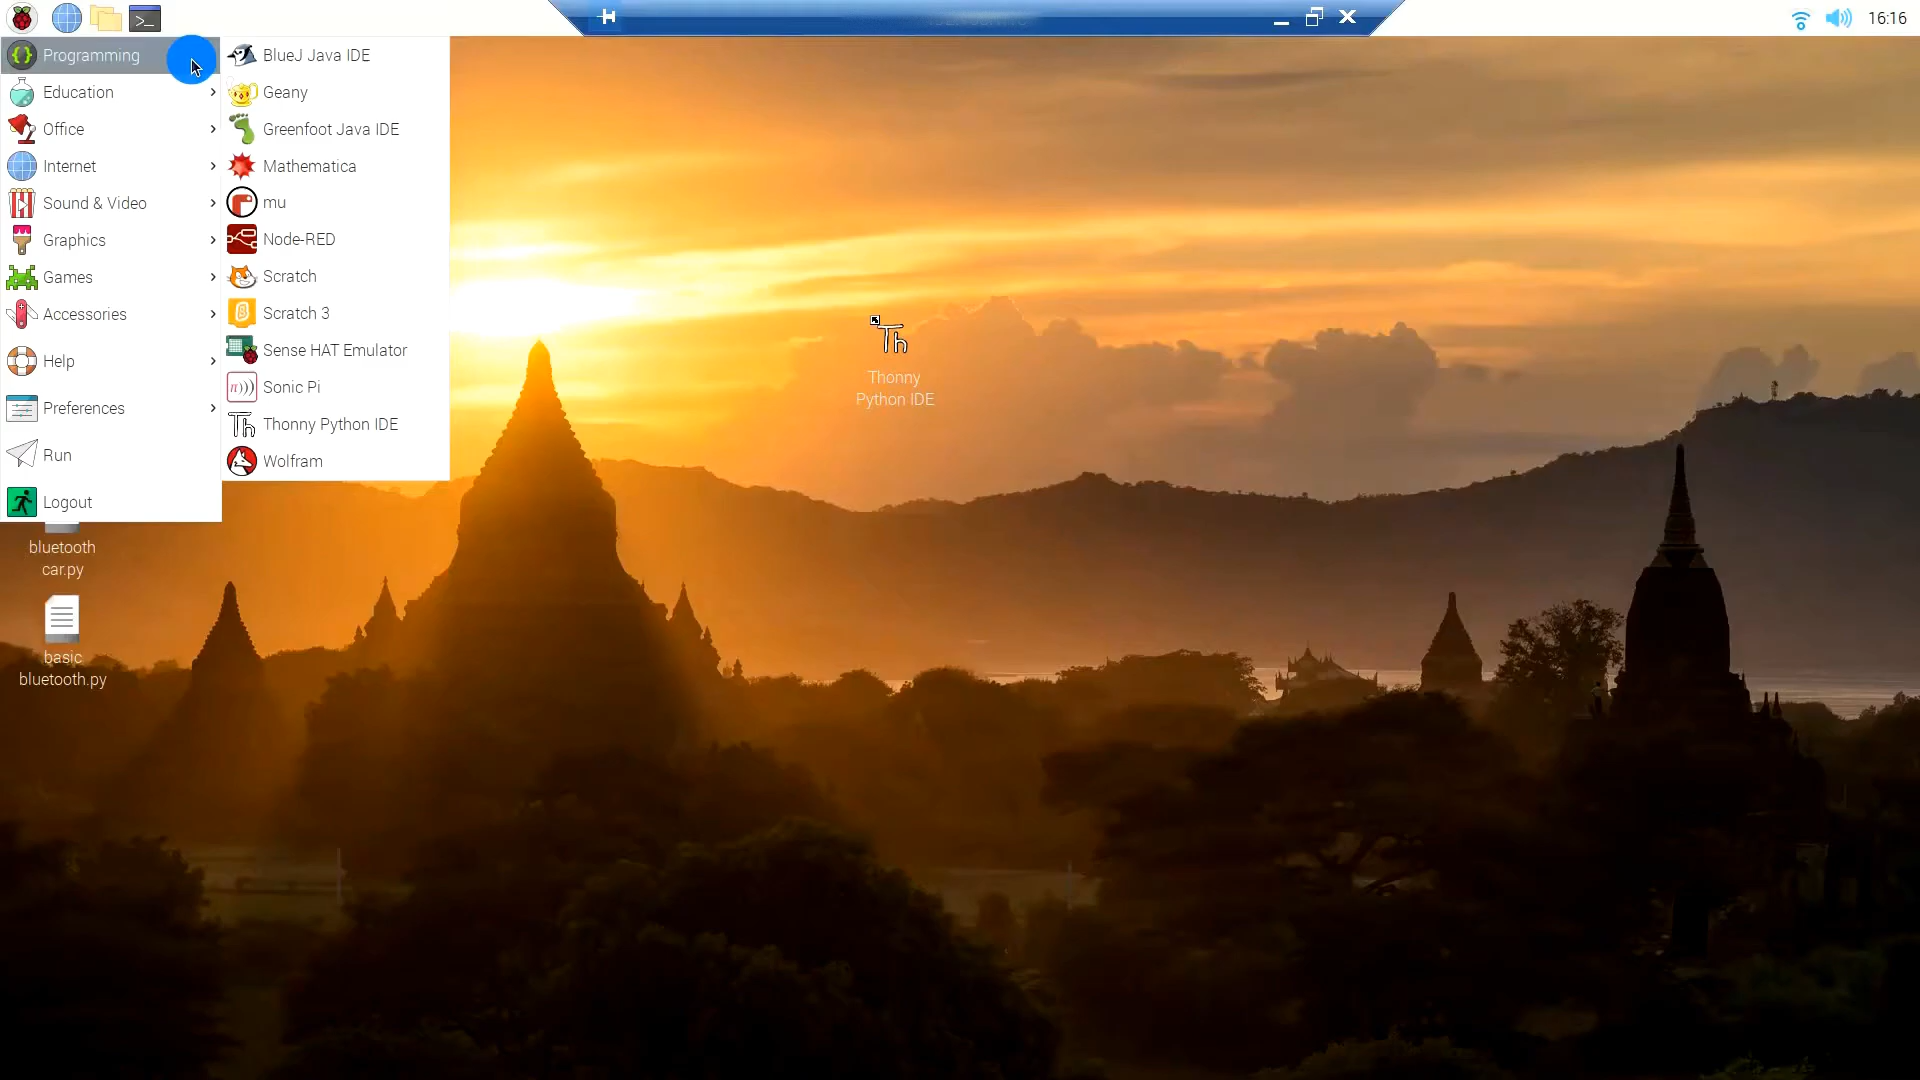 16:16
Programming
Education
Office
Internet
Sound & Video
Graphics
Games
Accessories
Help
Preferences
Run
Logout
BlueJ Java IDE
Geany
Greenfoot Java IDE
Mathematica
mu
Node-RED
Scratch
Scratch 3
Sense HAT Emulator
Sonic Pi
Thonny Python IDE
Wolfram
Th
Thonny
Python IDE
bluetooth
car.py
basic
bluetooth.py